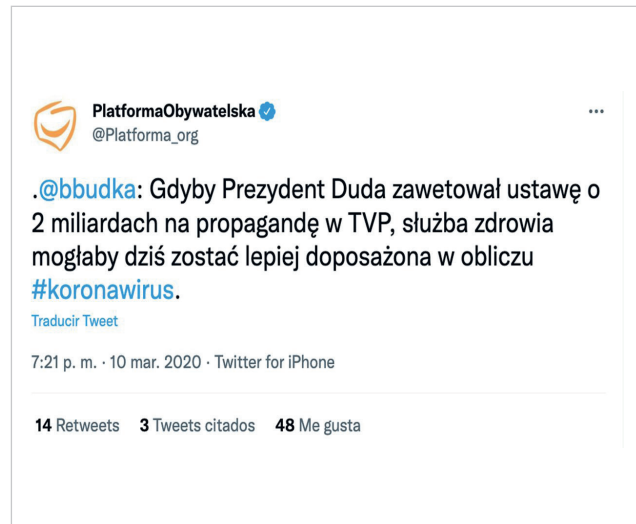 PlatformaObywatelska
@Platforma_org
.@bbudka: Gdyby Prezydent Duda zawetował ustawę o
2 miliardach na propagandę w TVP, służba zdrowia
mogłaby dziś zostać lepiej doposażona w obliczu
#koronawirus.
Traducir Tweet
7:21 p. m. · 10 mar. 2020 · Twitter for iPhone
14 Retweets 3 Tweets citados 48 Me gusta